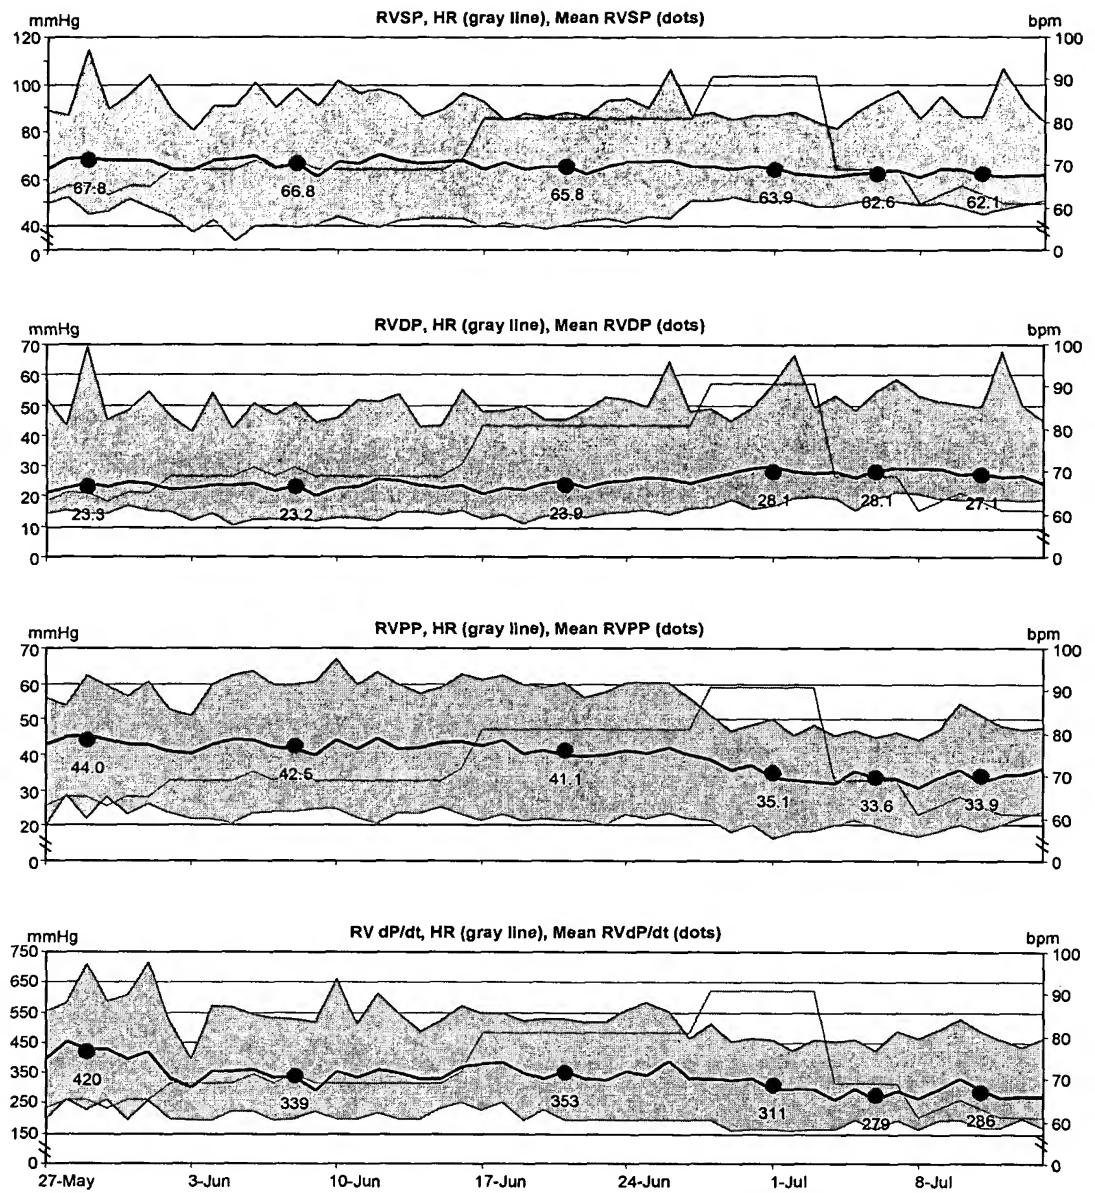 RVSP, HR (gray line), Mean RVSP (dots)
mmHg bpm
120 100
100 90
80 80
60 70
40 60
0 0
67.8 66.8 65.8 63.9 62.6 62.1
RVDP, HR (gray line), Mean RVDP (dots)
mmHg bpm
70 100
60 90
50
40 80
30 70
20
10 60
0 0
23.3 23.2 23.9 28.1 28.1 27.1
RVPP, HR (gray line), Mean RVPP (dots)
mmHg bpm
70 100
60 90
50 80
40
30 70
20 60
0 0
44.0 42.5 41.1 35.1 33.6 33.9
RV dP/dt, HR (gray line), Mean RVdP/dt (dots)
mmHg bpm
750 100
650 90
550
450 80
350 70
250
150 60
0 0
420 339 353 311 279 286
27-May 3-Jun 10-Jun 17-Jun 24-Jun 1-Jul 8-Jul